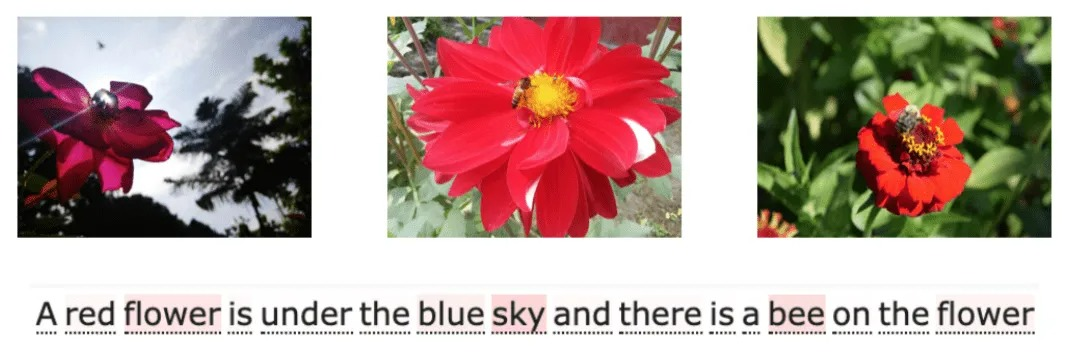 A red flower is under the blue sky and there is a bee on the flower